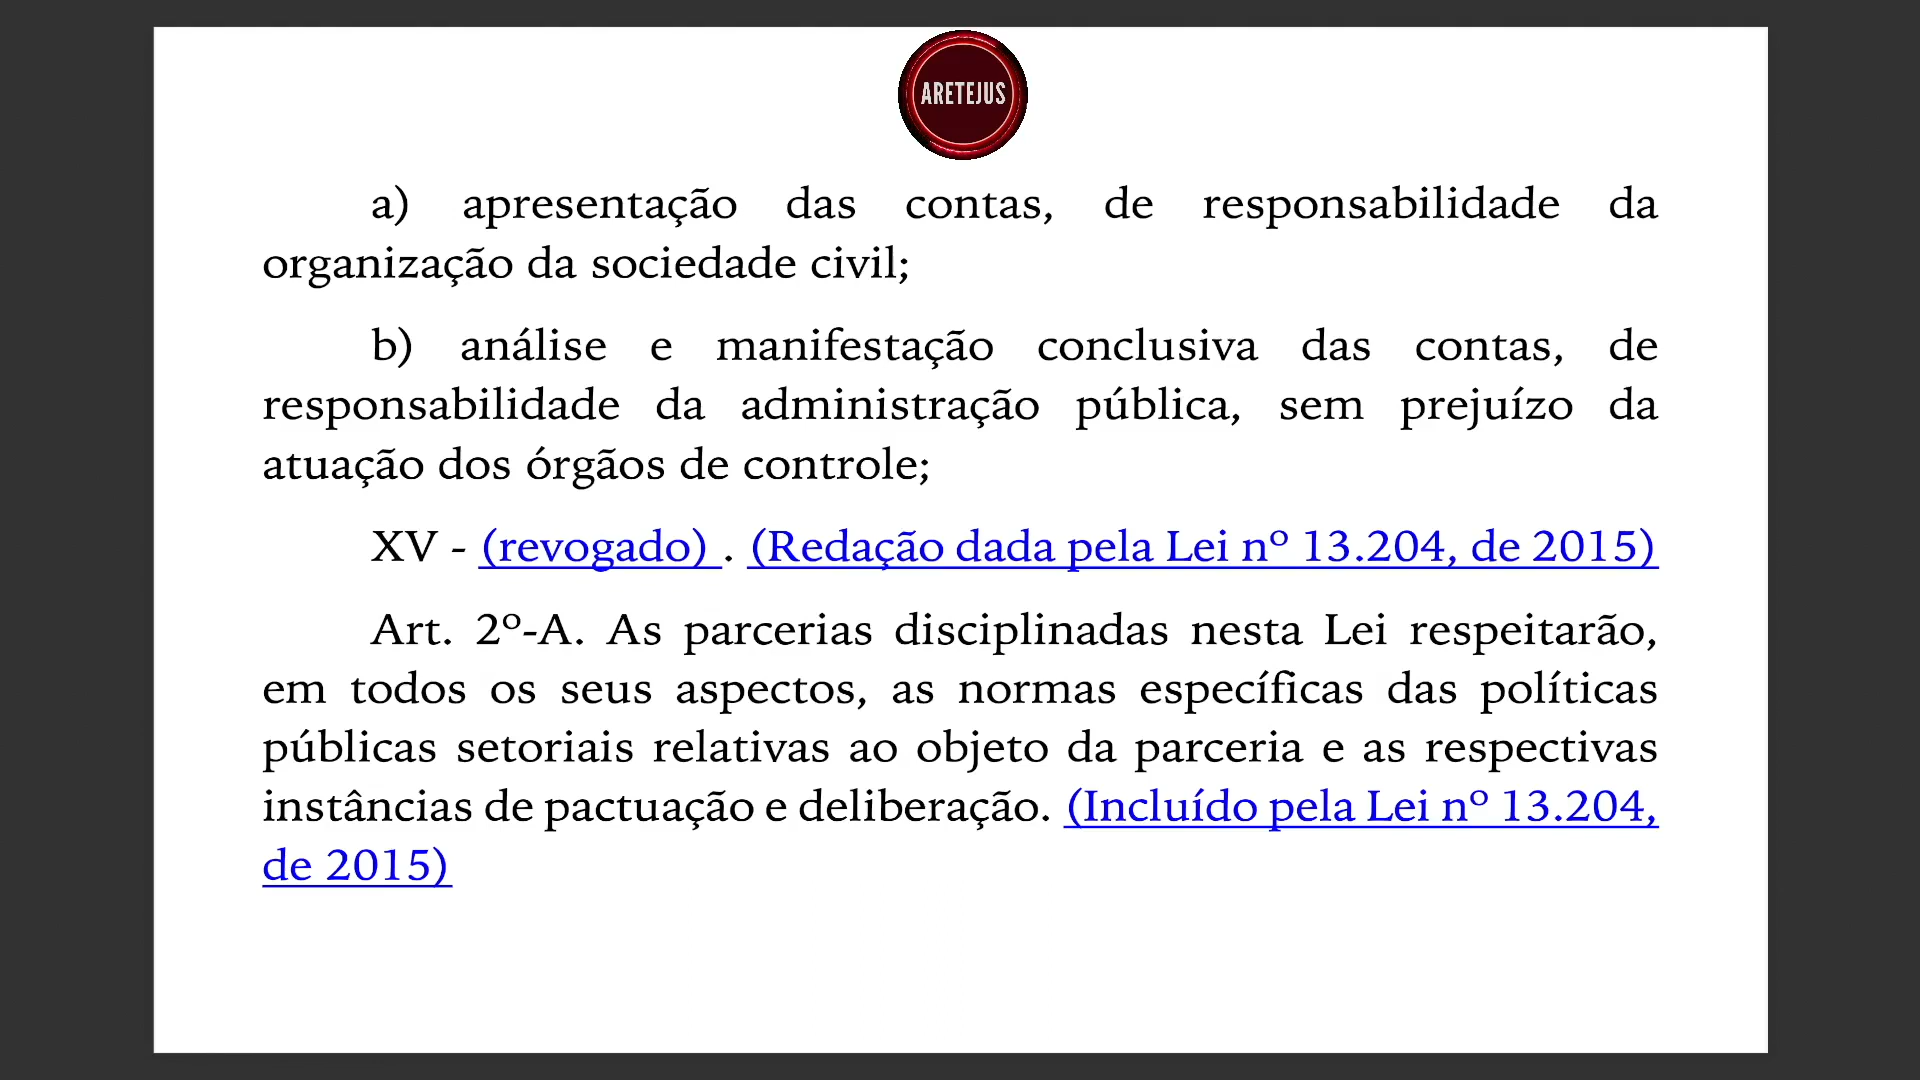 ARETEJUS
a) apresentação das contas, de responsabilidade da
organização da sociedade civil;
b) análise e manifestação conclusiva das contas, de
responsabilidade da administração pública, sem prejuízo da
atuação dos órgãos de controle;
XV - (revogado) . (Redação dada pela Lei nº 13.204, de 2015)
Art. 2º-A. As parcerias disciplinadas nesta Lei respeitarão,
em todos os seus aspectos, as normas específicas das políticas
públicas setoriais relativas ao objeto da parceria e as respectivas
instâncias de pactuação e deliberação. (Incluído pela Lei nº 13.204,
de 2015)